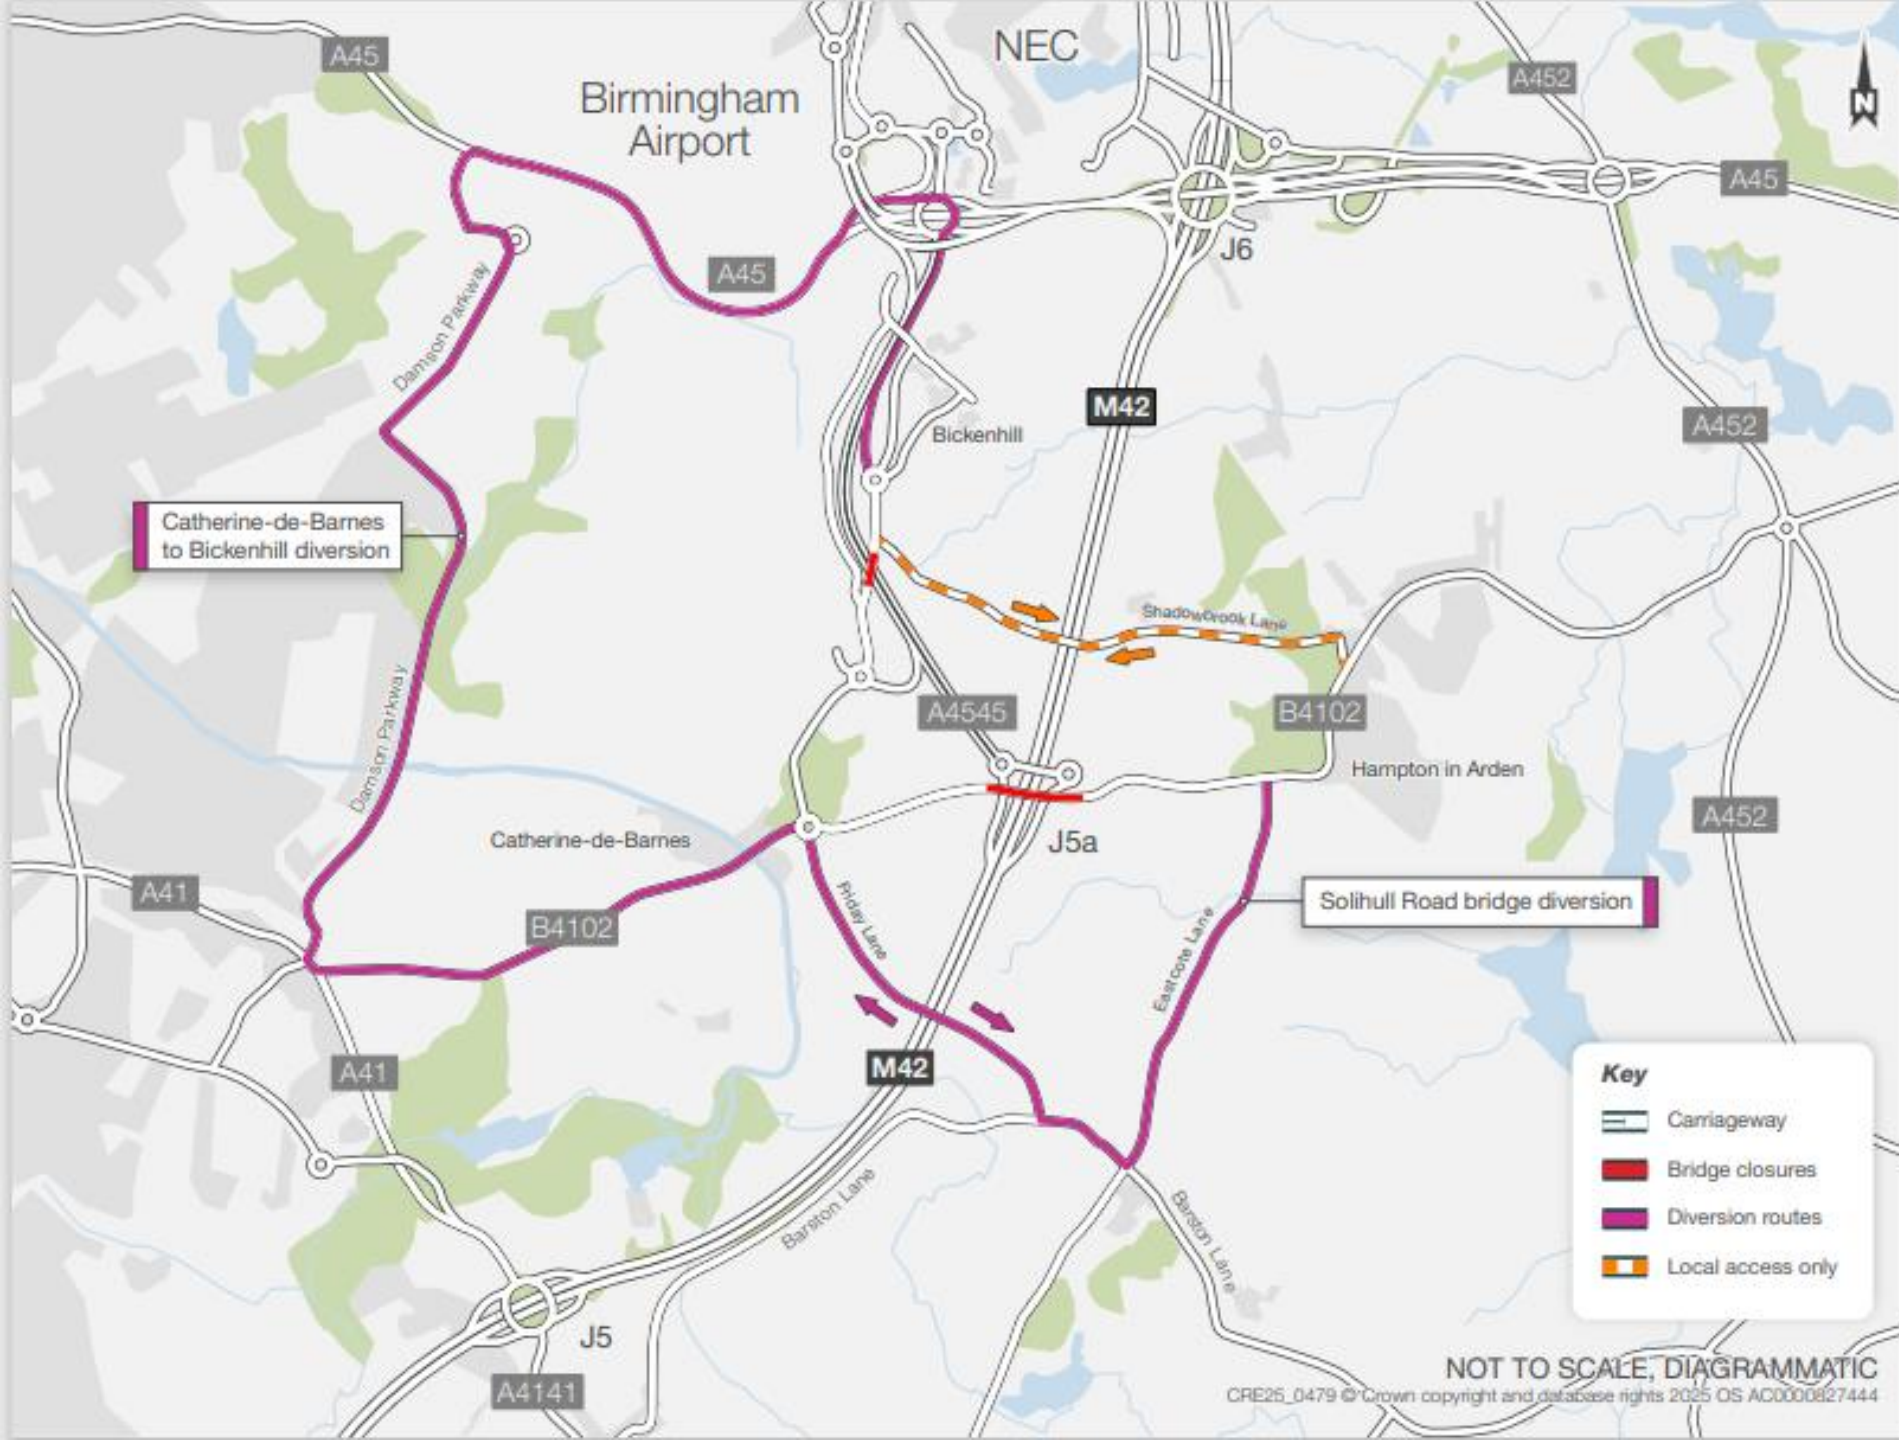 NEC
A45
A452
Birmingham
Airport
N
A45
J6
A45
Damson Parkway
M42
A452
Bickenhill
Catherine-de-Barnes
to Bickenhill diversion
Shadowbrook Lane
A4545
B4102
Damson Parkway
Hampton in Arden
A452
Catherine-de-Barnes
J5a
A41
B4102
Friday Lane
Eastcote Lane
Solihull Road bridge diversion
A41
M42
Key
Carriageway
Bridge closures
Diversion routes
Local access only
Barston Lane
Barston Lane
J5
A4141
NOT TO SCALE, DIAGRAMMATIC
CRE25_0479 © Crown copyright and database rights 2025 OS AC0000827444